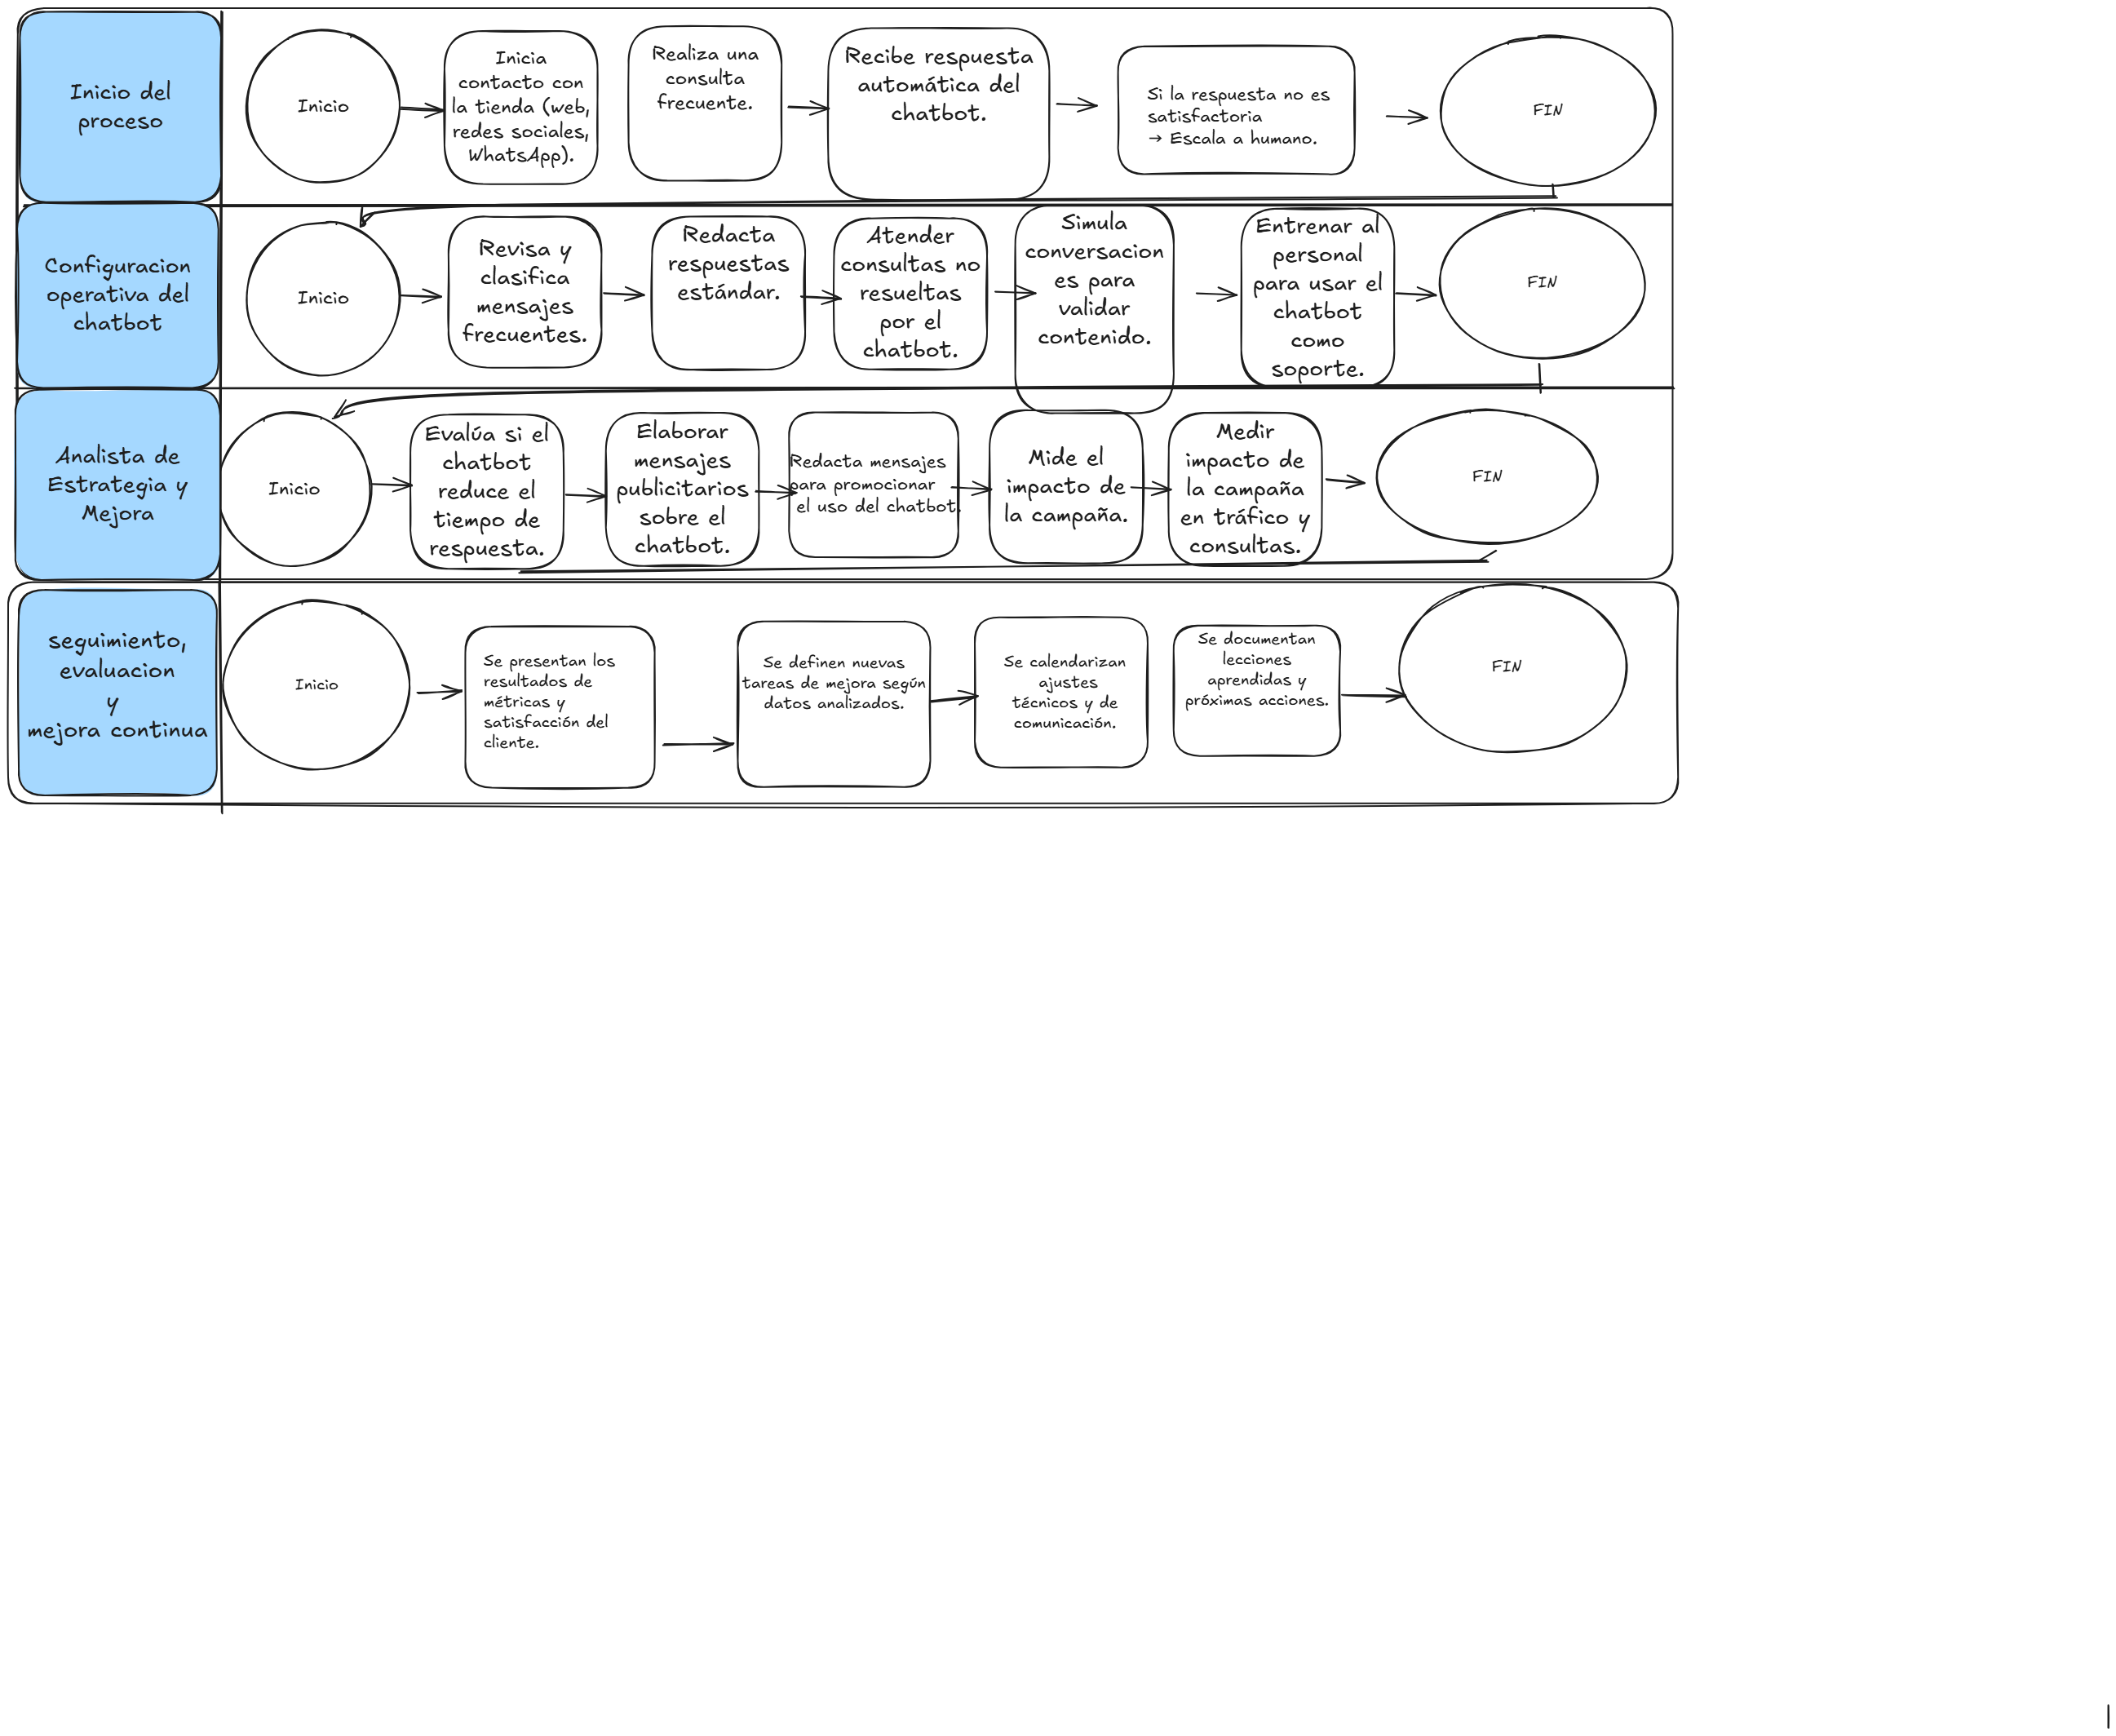 Inicio del
proceso
Inicio
Inicia
contacto con
la tienda (web,
redes sociales,
WhatsApp).
Realiza una
consulta
frecuente.
Recibe respuesta
automática del
chatbot.
Si la respuesta no es
satisfactoria
→ Escala a humano.
FIN
Configuracion
operativa del
chatbot
Inicio
Revisa y
clasifica
mensajes
frecuentes.
Redacta
respuestas
estándar.
Atender
consultas no
resueltas
por el
chatbot.
Simula
conversacion
es para
validar
contenido.
Entrenar al
personal
para usar el
chatbot
como
soporte.
FIN
Analista de
Estrategia y
Mejora
Inicio
Evalúa si el
chatbot
reduce el
tiempo de
respuesta.
Elaborar
mensajes
publicitarios
sobre el
chatbot.
Redacta mensajes
para promocionar
el uso del chatbot.
Mide el
impacto de
la campaña.
Medir
impacto de
la campaña
en tráfico y
consultas.
FIN
seguimiento,
evaluacion
y
mejora continua
Inicio
Se presentan los
resultados de
métricas y
satisfacción del
cliente.
Se definen nuevas
tareas de mejora según
datos analizados.
Se calendarizan
ajustes
técnicos y de
comunicación.
Se documentan
lecciones
aprendidas y
próximas acciones.
FIN